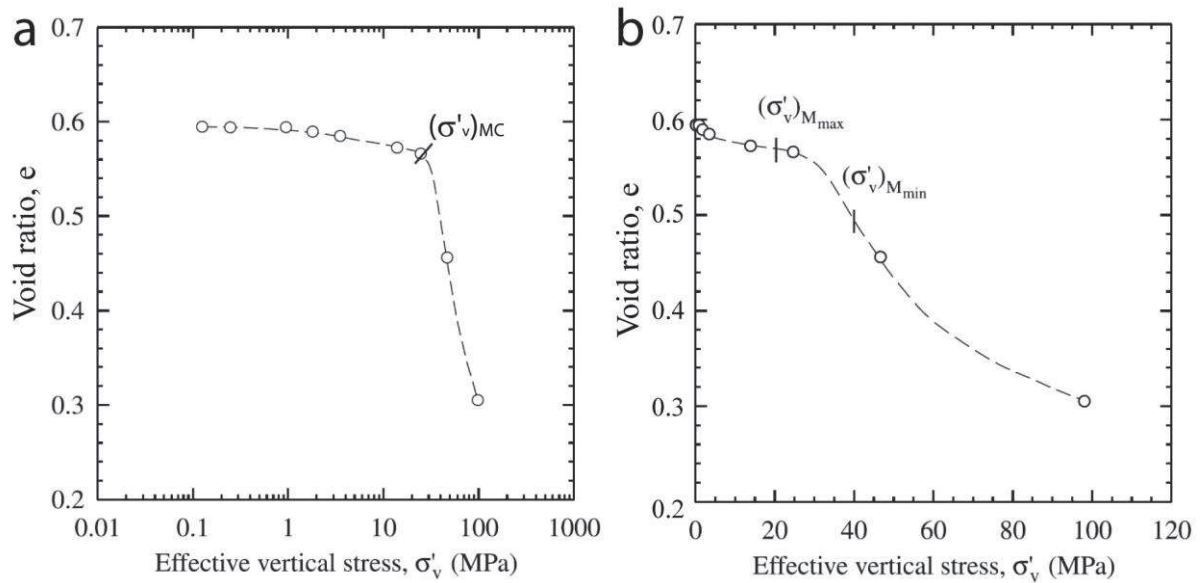 a
0.7
0.6
0.5
0.4
0.3
0.2
Void ratio, e
(σ'v)MC
0.01 0.1 1 10 100 1000
Effective vertical stress, σ'v (MPa)
b
0.7
0.6
0.5
0.4
0.3
0.2
Void ratio, e
(σ'v)Mmax
(σ'v)Mmin
0 20 40 60 80 100 120
Effective vertical stress, σ'v (MPa)